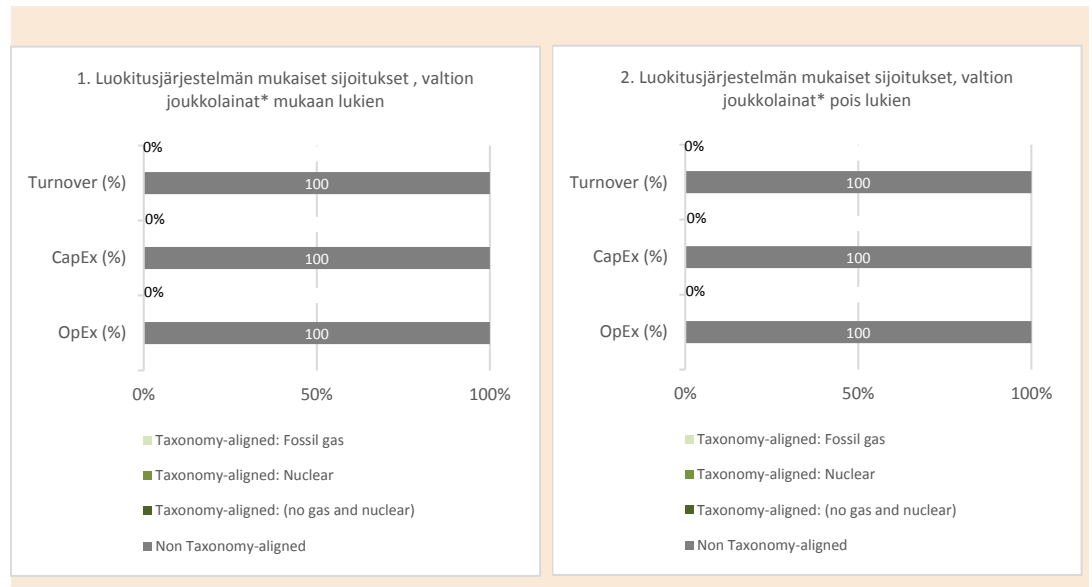 1. Luokitusjärjestelmän mukaiset sijoitukset , valtion
joukkolainat* mukaan lukien
0%
Turnover (%)
100
0%
CapEx (%)
100
0%
OpEx (%)
100
0%
50%
100%
Taxonomy-aligned: Fossil gas
Taxonomy-aligned: Nuclear
Taxonomy-aligned: (no gas and nuclear)
Non Taxonomy-aligned
2. Luokitusjärjestelmän mukaiset sijoitukset, valtion
joukkolainat* pois lukien
0%
Turnover (%)
100
0%
CapEx (%)
100
0%
OpEx (%)
100
0%
50%
100%
Taxonomy-aligned: Fossil gas
Taxonomy-aligned: Nuclear
Taxonomy-aligned: (no gas and nuclear)
Non Taxonomy-aligned